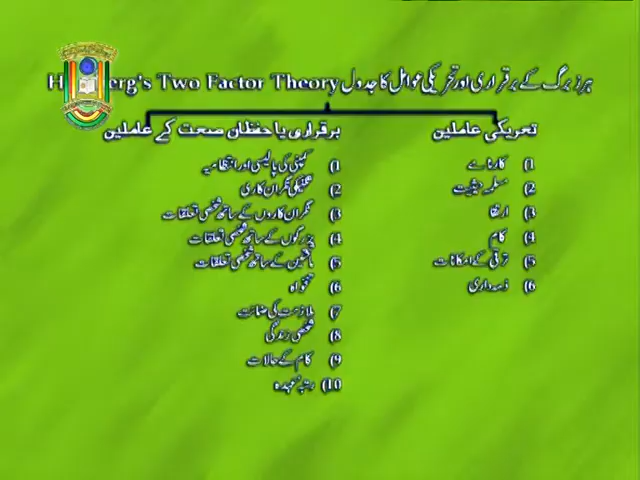 ہرزبرگ کے برقراری اور تحریکی عوامل کا جدول Herzberg's Two Factor Theory
تحریکی عاملین
1) کارنامے
2) مسلمہ حیثیت
3) ارتقا
4) کام
5) ترقی کے امکانات
6) ذمہ داری
برقراری یا حفظان صحت کے عاملین
1) کمپنی کی پالیسی اور انتظامیہ
2) تکنیکی نگران کاری
3) نگران کاروں کے ساتھ شخصی تعلقات
4) بزرگوں کے ساتھ شخصی تعلقات
5) ماتحتین کے ساتھ شخصی تعلقات
6) تنخواہ
7) ملازمت کی ضمانت
8) شخصی زندگی
9) کام کے حالات
10) رتبہ / عہدہ